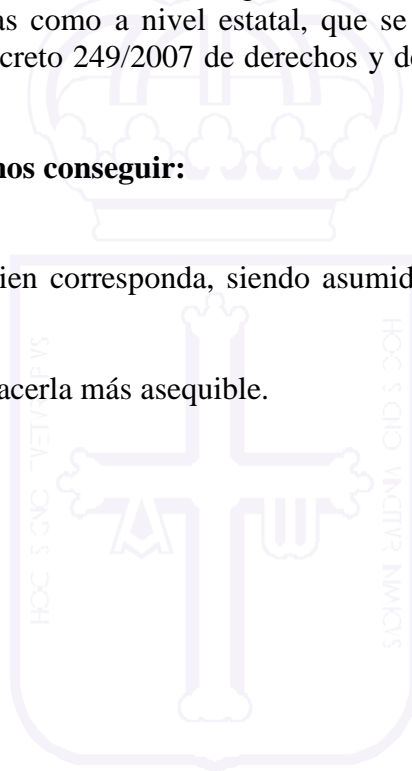 as como a nivel estatal, que se
creto 249/2007 de derechos y d
nos conseguir:
ien corresponda, siendo asumid
acerla más asequible.